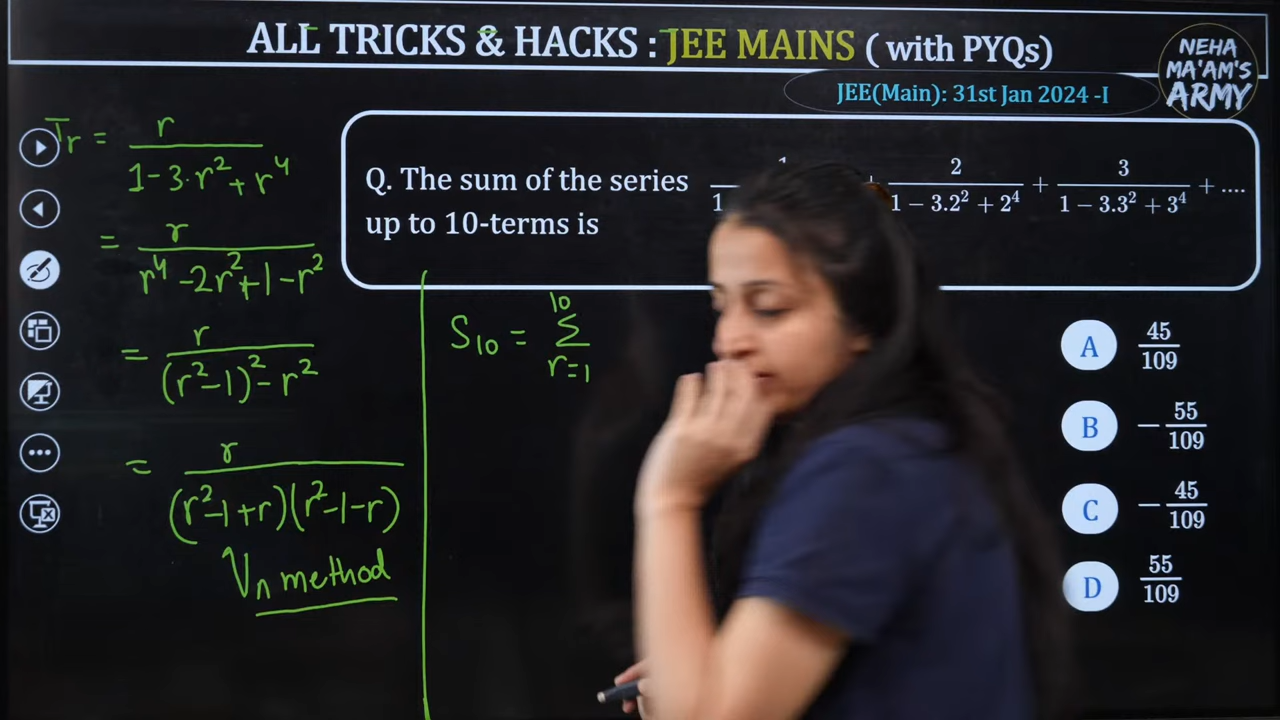 ALL TRICKS & HACKS : JEE MAINS ( with PYQs)
NEHA
MA'AM'S
ARMY
JEE(Main): 31st Jan 2024 -I
Tr = r / (1-3·r² + r⁴)
= r / (r⁴ -2r² +1 -r²)
= r / ((r²-1)² - r²)
= r / ((r²-1+r)(r²-1-r))
Vn method
Q. The sum of the series
2 / (1 − 3.2² + 2⁴) + 3 / (1 − 3.3² + 3⁴) + ....
up to 10-terms is
S₁₀ = 10 Σ r=1
A 45/109
B −55/109
C −45/109
D 55/109